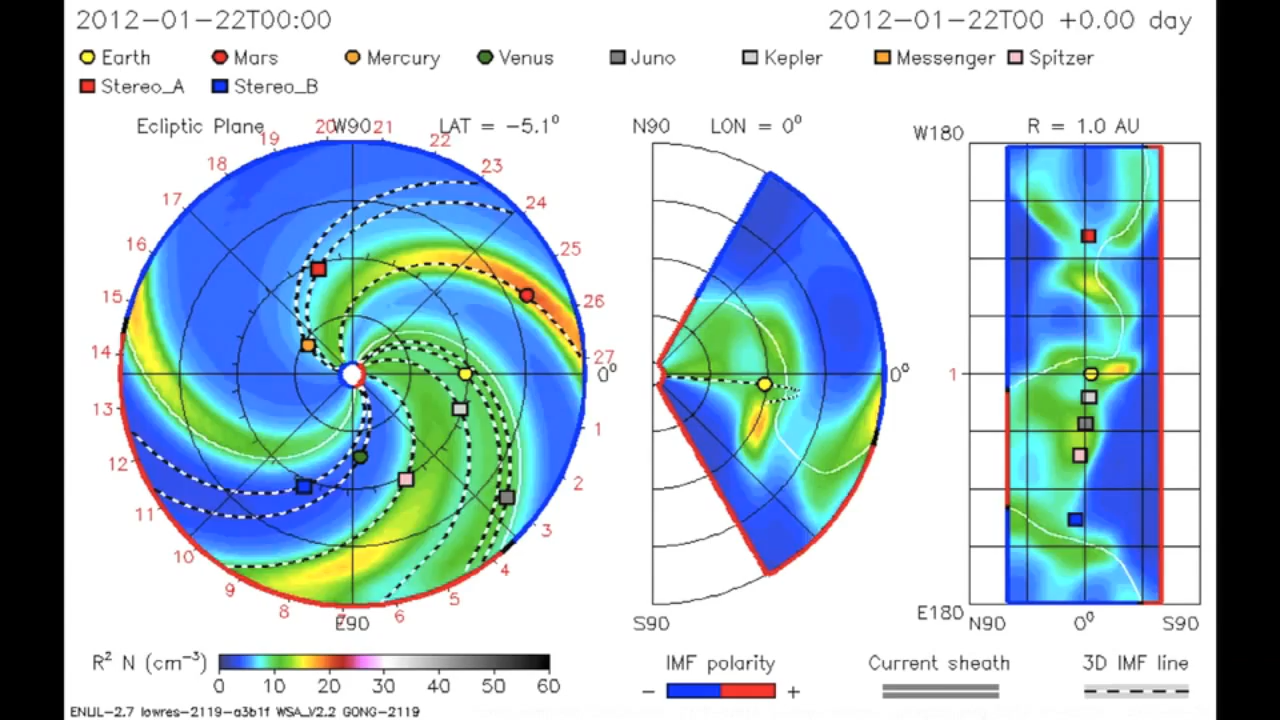 2012-01-22T00:00
2012-01-22T00 +0.00 day
Earth Mars Mercury Venus Juno Kepler Messenger Spitzer
Stereo_A Stereo_B
Ecliptic Plane W90 LAT = -5.1°
N90 LON = 0°
W180 R = 1.0 AU
20 21
19 22
18 23
17 24
16 25
15 26
14 27 0°
13 1
12 2
11 3
10 4
9 5
8 7 6
E90
0°
S90
1
E180 N90 0° S90
R² N (cm⁻³)
0 10 20 30 40 50 60
IMF polarity
- +
Current sheath
3D IMF line
ENLIL-2.7 lowres-2119-a3b1f WSA_V2.2 GONG-2119